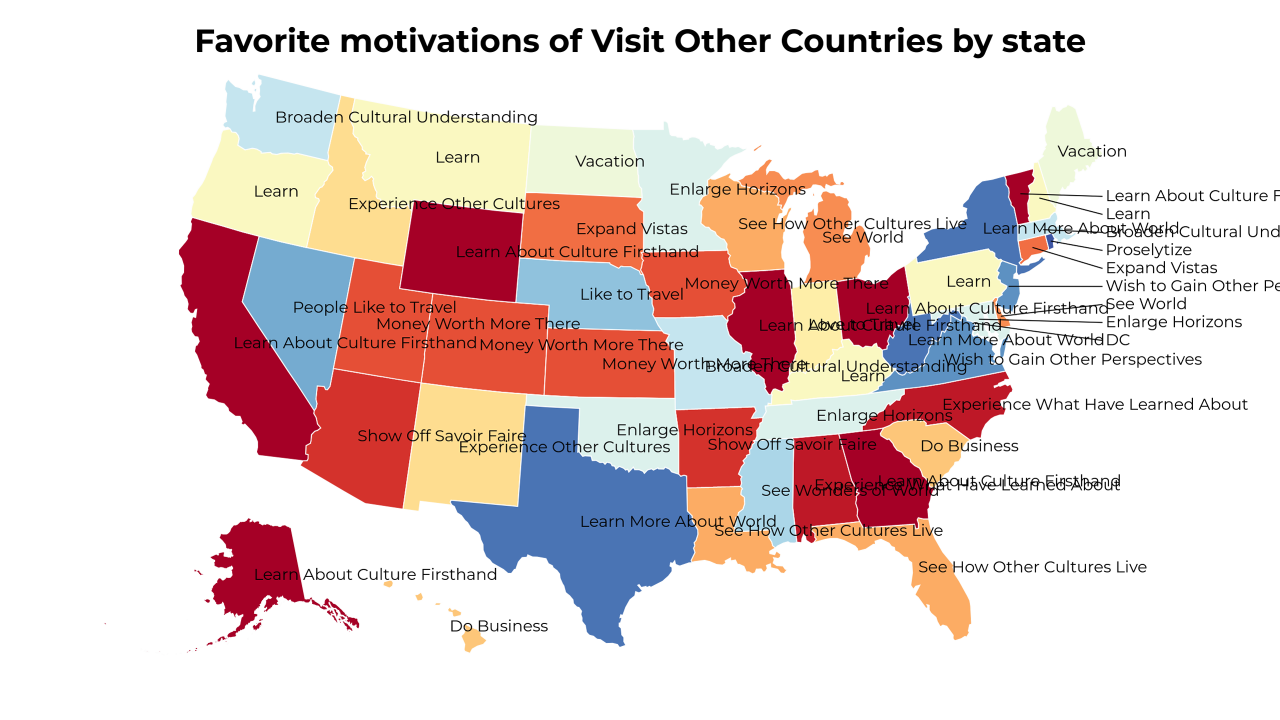 Favorite motivations of Visit Other Countries by state
Broaden Cultural Understanding
Learn
Vacation
Vacation
Learn
Enlarge Horizons
Experience Other Cultures
Learn About Culture F
Learn
See How Other Cultures Live
Expand Vistas
Learn More About World
Broaden Cultural Und
See World
Proselytize
Learn About Culture Firsthand
Expand Vistas
Money Worth More There
Learn
Wish to Gain Other Pe
Like to Travel
People Like to Travel
See World
Learn About Culture Firsthand
Money Worth More There
Learn About Culture Firsthand
Love to Travel
Enlarge Horizons
Learn About Culture Firsthand
Money Worth More There
Learn More About World
DC
Wish to Gain Other Perspectives
Money Worth More There
Broaden Cultural Understanding
Learn
Experience What Have Learned About
Enlarge Horizons
Enlarge Horizons
Show Off Savoir Faire
Experience Other Cultures
Show Off Savoir Faire
Do Business
Learn About Culture Firsthand
Experience What Have Learned About
See Wonders of World
Learn More About World
See How Other Cultures Live
See How Other Cultures Live
Learn About Culture Firsthand
Do Business